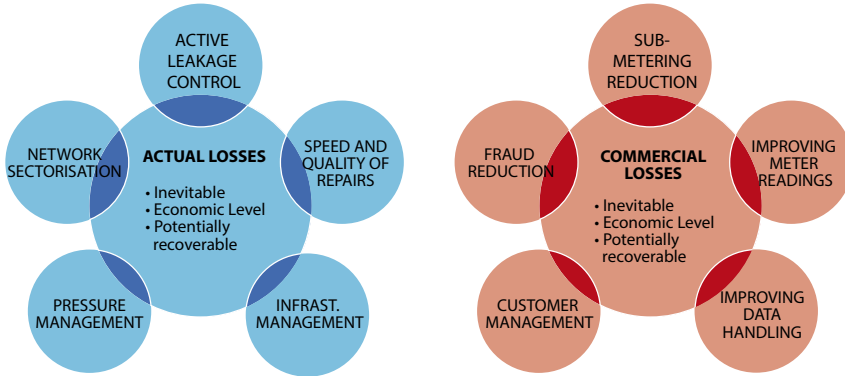 ACTIVE
LEAKAGE
CONTROL
NETWORK
SECTORISATION
ACTUAL LOSSES
• Inevitable
• Economic Level
• Potentially
recoverable
SPEED AND
QUALITY OF
REPAIRS
PRESSURE
MANAGEMENT
INFRAST.
MANAGEMENT
SUB-
METERING
REDUCTION
FRAUD
REDUCTION
COMMERCIAL
LOSSES
• Inevitable
• Economic Level
• Potentially
recoverable
IMPROVING
METER
READINGS
CUSTOMER
MANAGEMENT
IMPROVING
DATA
HANDLING